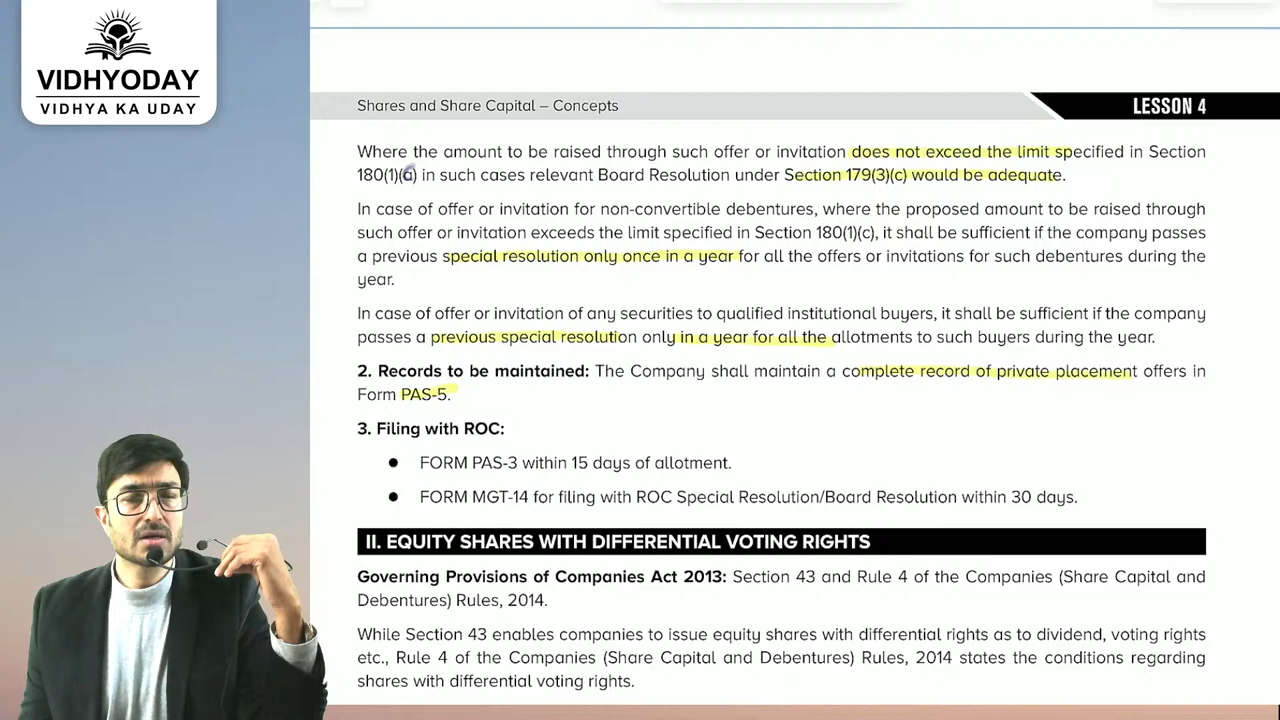 VIDHYODAY
VIDHYA KA UDAY
Shares and Share Capital – Concepts
LESSON 4
Where the amount to be raised through such offer or invitation does not exceed the limit specified in Section
180(1)(a) in such cases relevant Board Resolution under Section 179(3)(c) would be adequate.
In case of offer or invitation for non-convertible debentures, where the proposed amount to be raised through
such offer or invitation exceeds the limit specified in Section 180(1)(c), it shall be sufficient if the company passes
a previous special resolution only once in a year for all the offers or invitations for such debentures during the
year.
In case of offer or invitation of any securities to qualified institutional buyers, it shall be sufficient if the company
passes a previous special resolution only in a year for all the allotments to such buyers during the year.
2. Records to be maintained: The Company shall maintain a complete record of private placement offers in
Form PAS-5.
3. Filing with ROC:
● FORM PAS-3 within 15 days of allotment.
● FORM MGT-14 for filing with ROC Special Resolution/Board Resolution within 30 days.
II. EQUITY SHARES WITH DIFFERENTIAL VOTING RIGHTS
Governing Provisions of Companies Act 2013: Section 43 and Rule 4 of the Companies (Share Capital and
Debentures) Rules, 2014.
While Section 43 enables companies to issue equity shares with differential rights as to dividend, voting rights
etc., Rule 4 of the Companies (Share Capital and Debentures) Rules, 2014 states the conditions regarding
shares with differential voting rights.